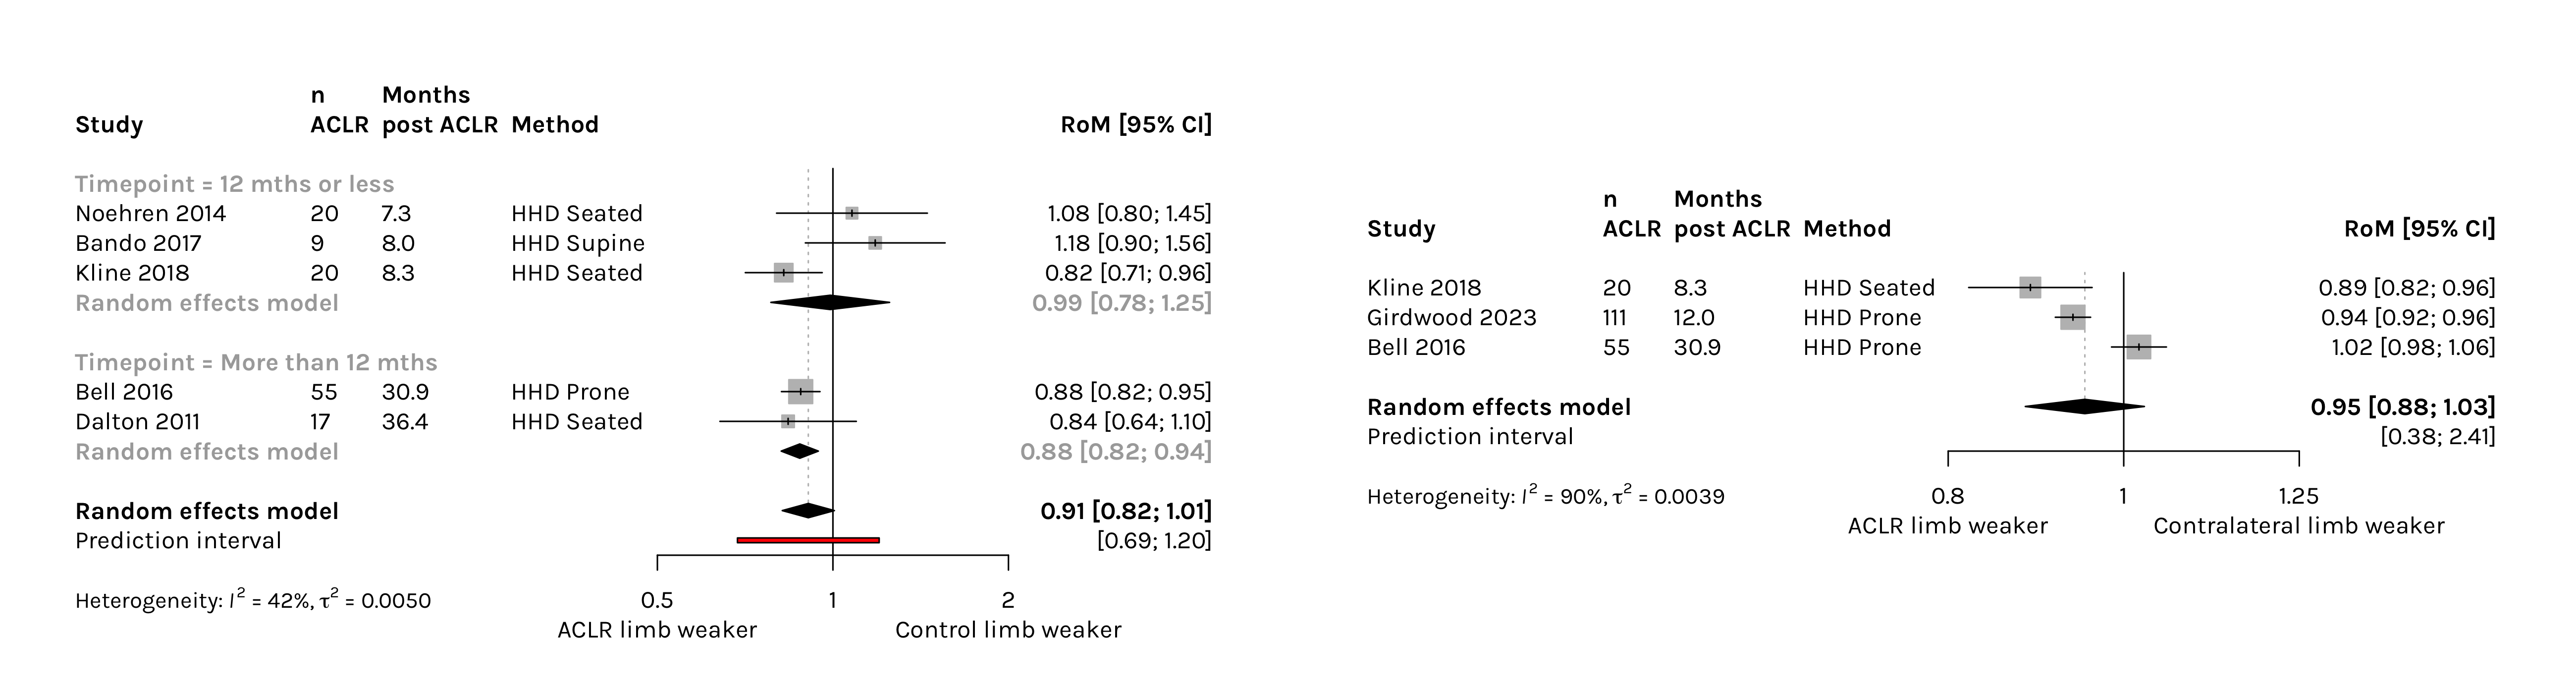 n Months
Study ACLR post ACLR Method RoM [95% CI]
Timepoint = 12 mths or less
Noehren 2014 20 7.3 HHD Seated 1.08 [0.80; 1.45]
Bando 2017 9 8.0 HHD Supine 1.18 [0.90; 1.56]
Kline 2018 20 8.3 HHD Seated 0.82 [0.71; 0.96]
Random effects model 0.99 [0.78; 1.25]
Timepoint = More than 12 mths
Bell 2016 55 30.9 HHD Prone 0.88 [0.82; 0.95]
Dalton 2011 17 36.4 HHD Seated 0.84 [0.64; 1.10]
Random effects model 0.88 [0.82; 0.94]
Random effects model 0.91 [0.82; 1.01]
Prediction interval [0.69; 1.20]
Heterogeneity: I² = 42%, τ² = 0.0050
0.5 1 2
ACLR limb weaker Control limb weaker
n Months
Study ACLR post ACLR Method RoM [95% CI]
Kline 2018 20 8.3 HHD Seated 0.89 [0.82; 0.96]
Girdwood 2023 111 12.0 HHD Prone 0.94 [0.92; 0.96]
Bell 2016 55 30.9 HHD Prone 1.02 [0.98; 1.06]
Random effects model 0.95 [0.88; 1.03]
Prediction interval [0.38; 2.41]
Heterogeneity: I² = 90%, τ² = 0.0039
0.8 1 1.25
ACLR limb weaker Contralateral limb weaker